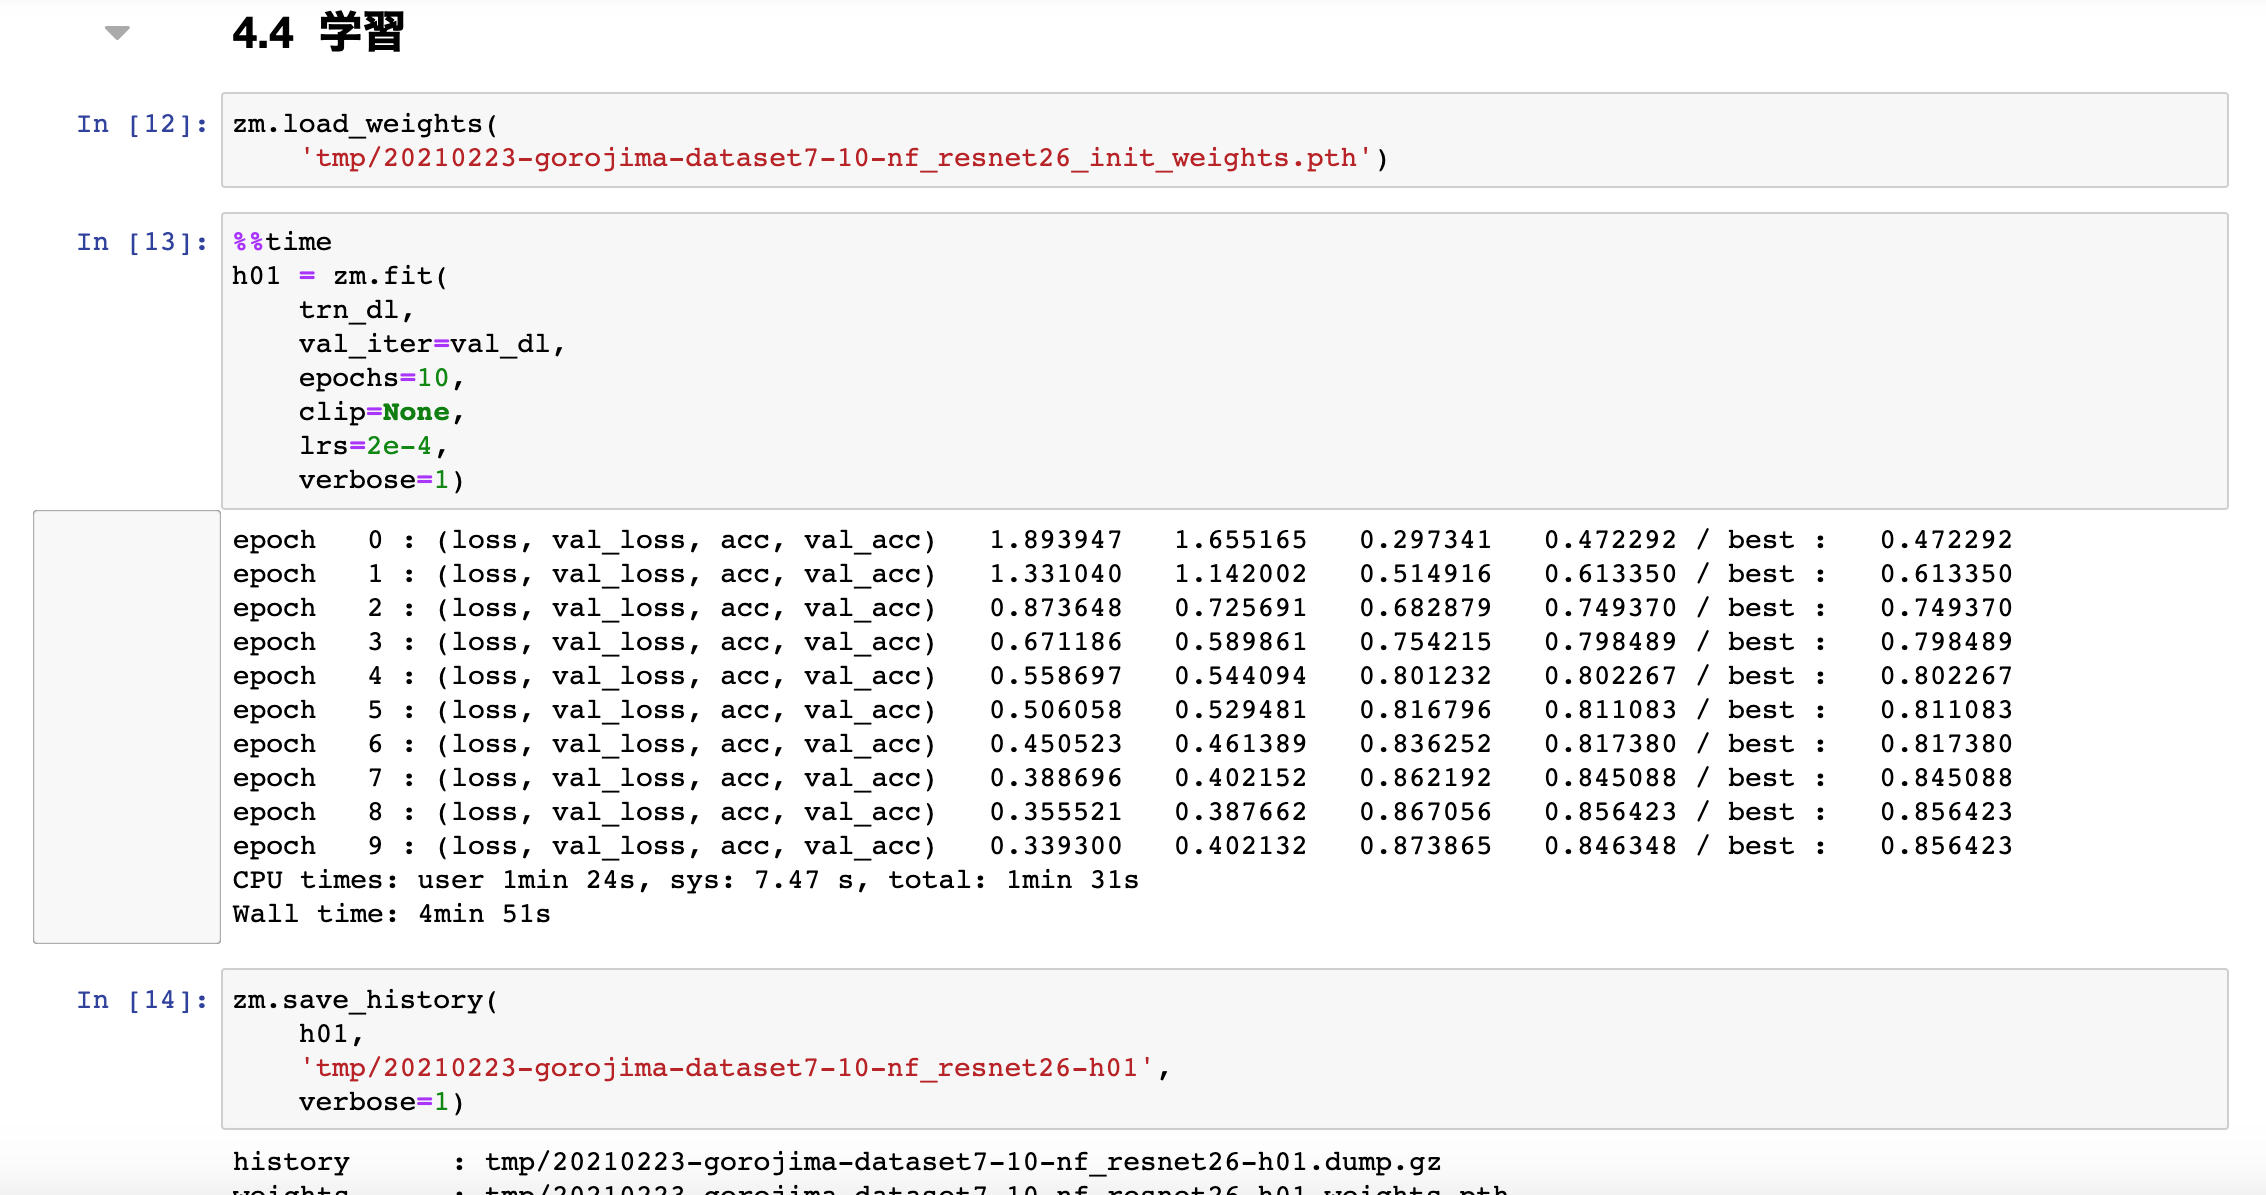 4.4 学習
In [12]: zm.load_weights(
    'tmp/20210223-gorojima-dataset7-10-nf_resnet26_init_weights.pth')
In [13]: %%time
h01 = zm.fit(
    trn_dl,
    val_iter=val_dl,
    epochs=10,
    clip=None,
    lrs=2e-4,
    verbose=1)
epoch   0 : (loss, val_loss, acc, val_acc)   1.893947   1.655165   0.297341   0.472292 / best :   0.472292
epoch   1 : (loss, val_loss, acc, val_acc)   1.331040   1.142002   0.514916   0.613350 / best :   0.613350
epoch   2 : (loss, val_loss, acc, val_acc)   0.873648   0.725691   0.682879   0.749370 / best :   0.749370
epoch   3 : (loss, val_loss, acc, val_acc)   0.671186   0.589861   0.754215   0.798489 / best :   0.798489
epoch   4 : (loss, val_loss, acc, val_acc)   0.558697   0.544094   0.801232   0.802267 / best :   0.802267
epoch   5 : (loss, val_loss, acc, val_acc)   0.506058   0.529481   0.816796   0.811083 / best :   0.811083
epoch   6 : (loss, val_loss, acc, val_acc)   0.450523   0.461389   0.836252   0.817380 / best :   0.817380
epoch   7 : (loss, val_loss, acc, val_acc)   0.388696   0.402152   0.862192   0.845088 / best :   0.845088
epoch   8 : (loss, val_loss, acc, val_acc)   0.355521   0.387662   0.867056   0.856423 / best :   0.856423
epoch   9 : (loss, val_loss, acc, val_acc)   0.339300   0.402132   0.873865   0.846348 / best :   0.856423
CPU times: user 1min 24s, sys: 7.47 s, total: 1min 31s
Wall time: 4min 51s
In [14]: zm.save_history(
    h01,
    'tmp/20210223-gorojima-dataset7-10-nf_resnet26-h01',
    verbose=1)
history      : tmp/20210223-gorojima-dataset7-10-nf_resnet26-h01.dump.gz
weights      : tmp/20210223-gorojima-dataset7-10-nf_resnet26-h01.weights.pth